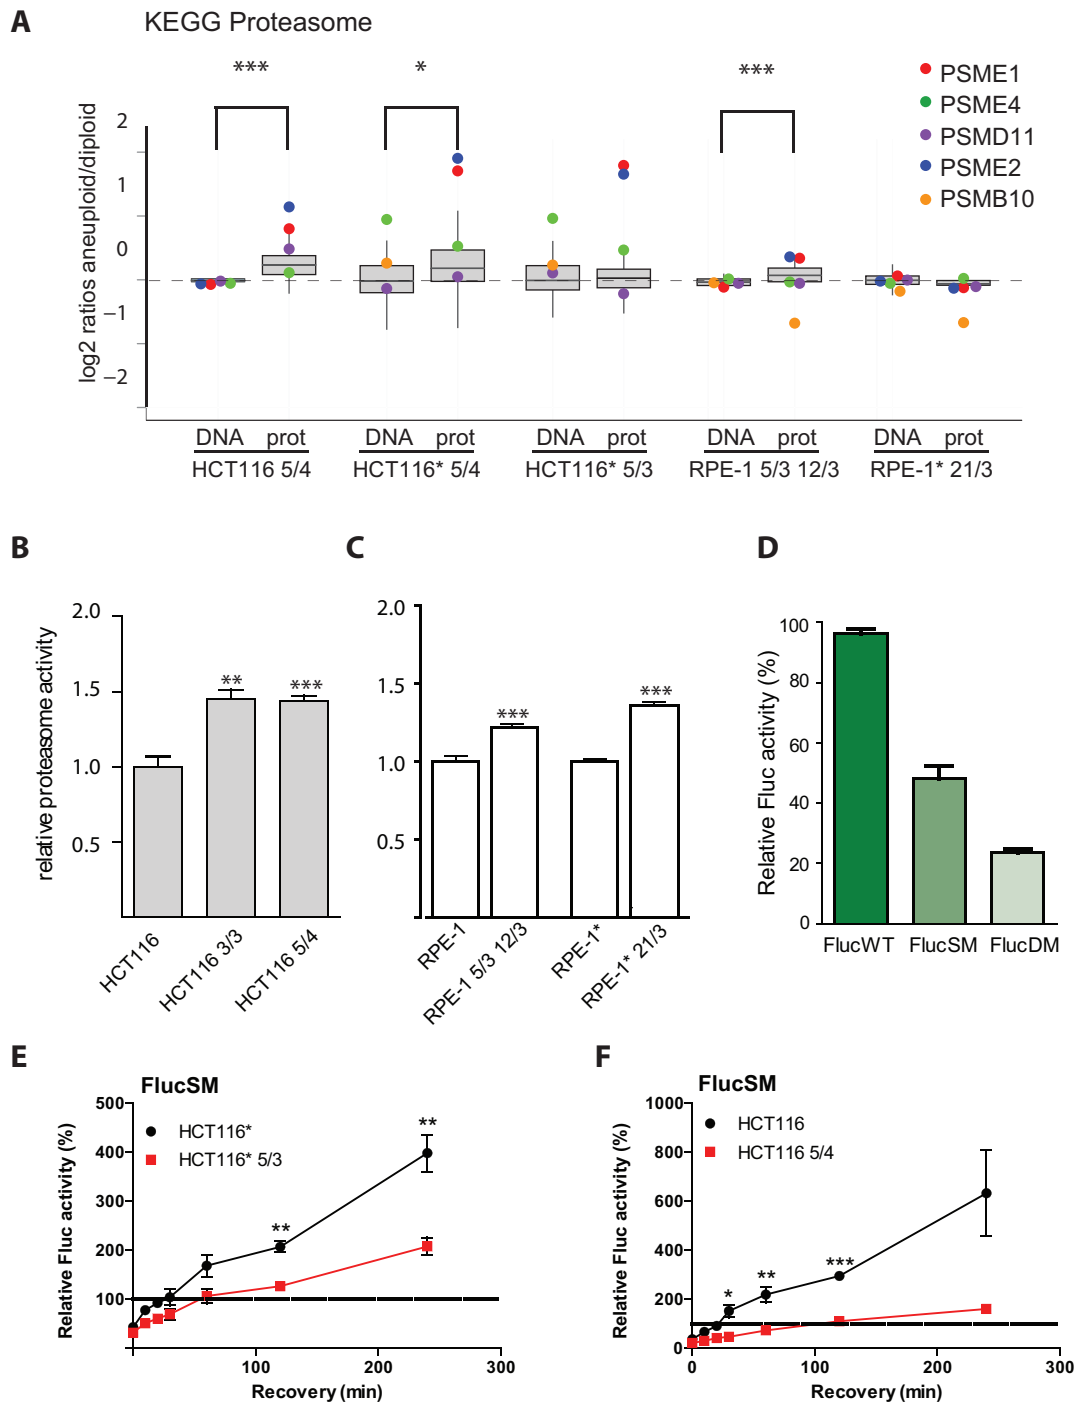 A
KEGG Proteasome
***
*
***
PSME1
PSME4
PSMD11
PSME2
PSMB10
log2 ratios aneuploid/diploid
2
1
0
−1
−2
DNA prot DNA prot DNA prot DNA prot DNA prot
HCT116 5/4 HCT116* 5/4 HCT116* 5/3 RPE-1 5/3 12/3 RPE-1* 21/3
B
relative proteasome activity
2.0
1.5
1.0
0.5
**
***
HCT116
HCT116 3/3
HCT116 5/4
C
2.0
1.5
1.0
0.5
***
***
RPE-1
RPE-1 5/3 12/3
RPE-1*
RPE-1* 21/3
D
Relative Fluc activity (%)
100
80
60
40
20
0
FlucWT FlucSM FlucDM
E
FlucSM
Relative Fluc activity (%)
500
400
300
200
100
HCT116*
HCT116* 5/3
**
**
100 200 300
Recovery (min)
F
FlucSM
Relative Fluc activity (%)
1000
800
600
400
200
0
HCT116
HCT116 5/4
*
**
***
0 100 200 300
Recovery (min)